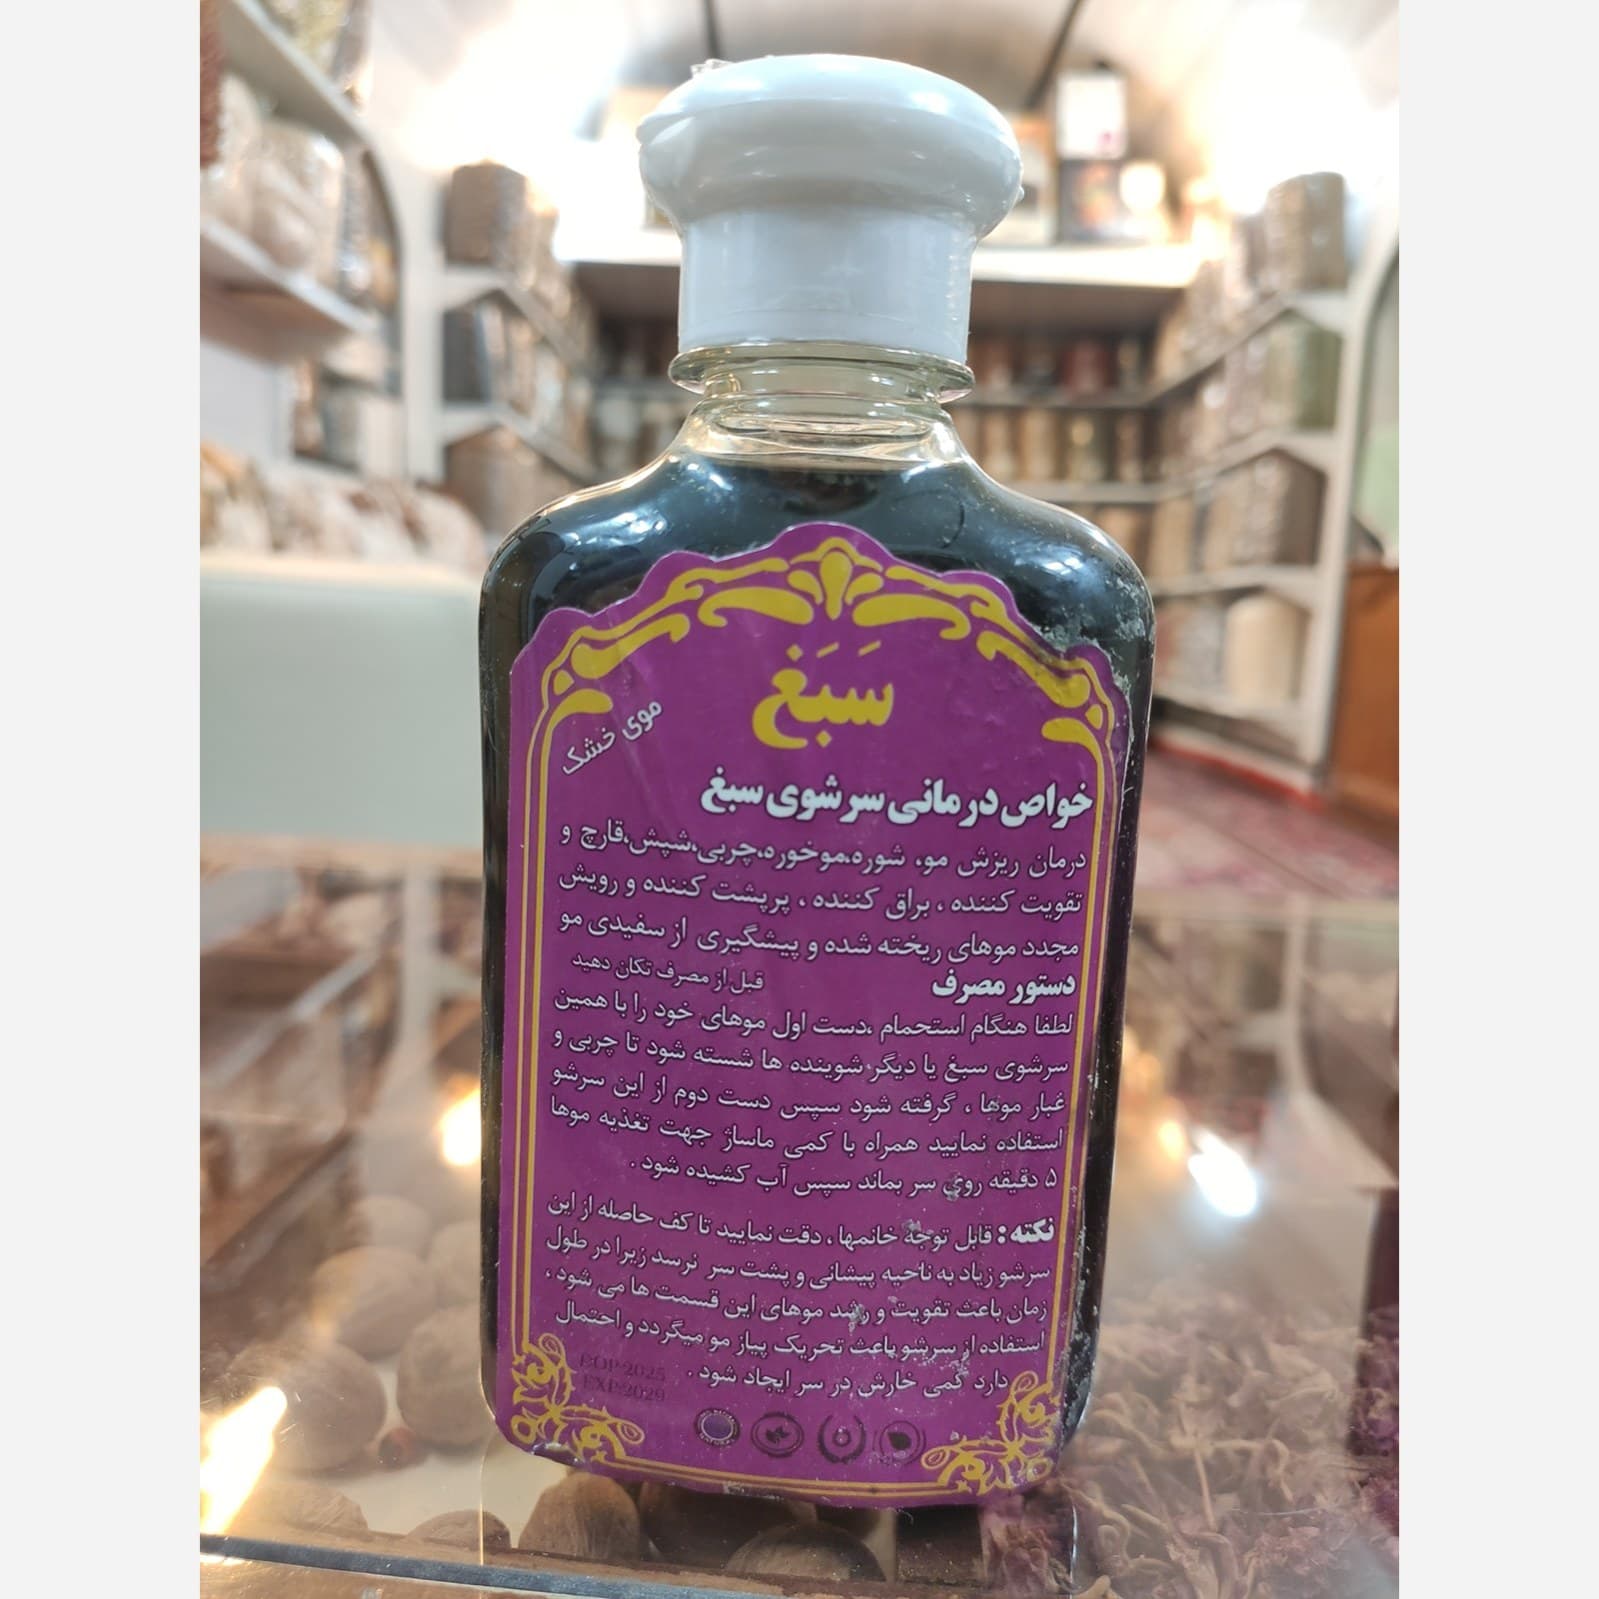 سَبَغ
موی خشک
خواص درمانی سرشوی سبغ
درمان ریزش مو، شوره،موخوره،چربی،شپش،قارچ و
تقویت کننده ، براق کننده ، پرپشت کننده و رویش
مجدد موهای ریخته شده و پیشگیری از سفیدی مو
دستور مصرف
قبل از مصرف تکان دهید
لطفا هنگام استحمام ،دست اول موهای خود را با همین
سرشوی سبغ یا دیگر شوینده ها شسته شود تا چربی و
غبار موها ، گرفته شود سپس دست دوم از این سرشو
استفاده نمایید همراه با کمی ماساژ جهت تغذیه موها
۵ دقیقه روی سر بماند سپس آب کشیده شود .
نکته : قابل توجه خانمها ، دقت نمایید تا کف حاصله از این
سرشو زیاد به ناحیه پیشانی و پشت سر نرسد زیرا در طول
زمان باعث تقویت و رشد موهای این قسمت ها می شود ،
استفاده از سرشو باعث تحریک پیاز مو میگردد و احتمال
دارد کمی خارش در سر ایجاد شود .
2025
EXP:2029